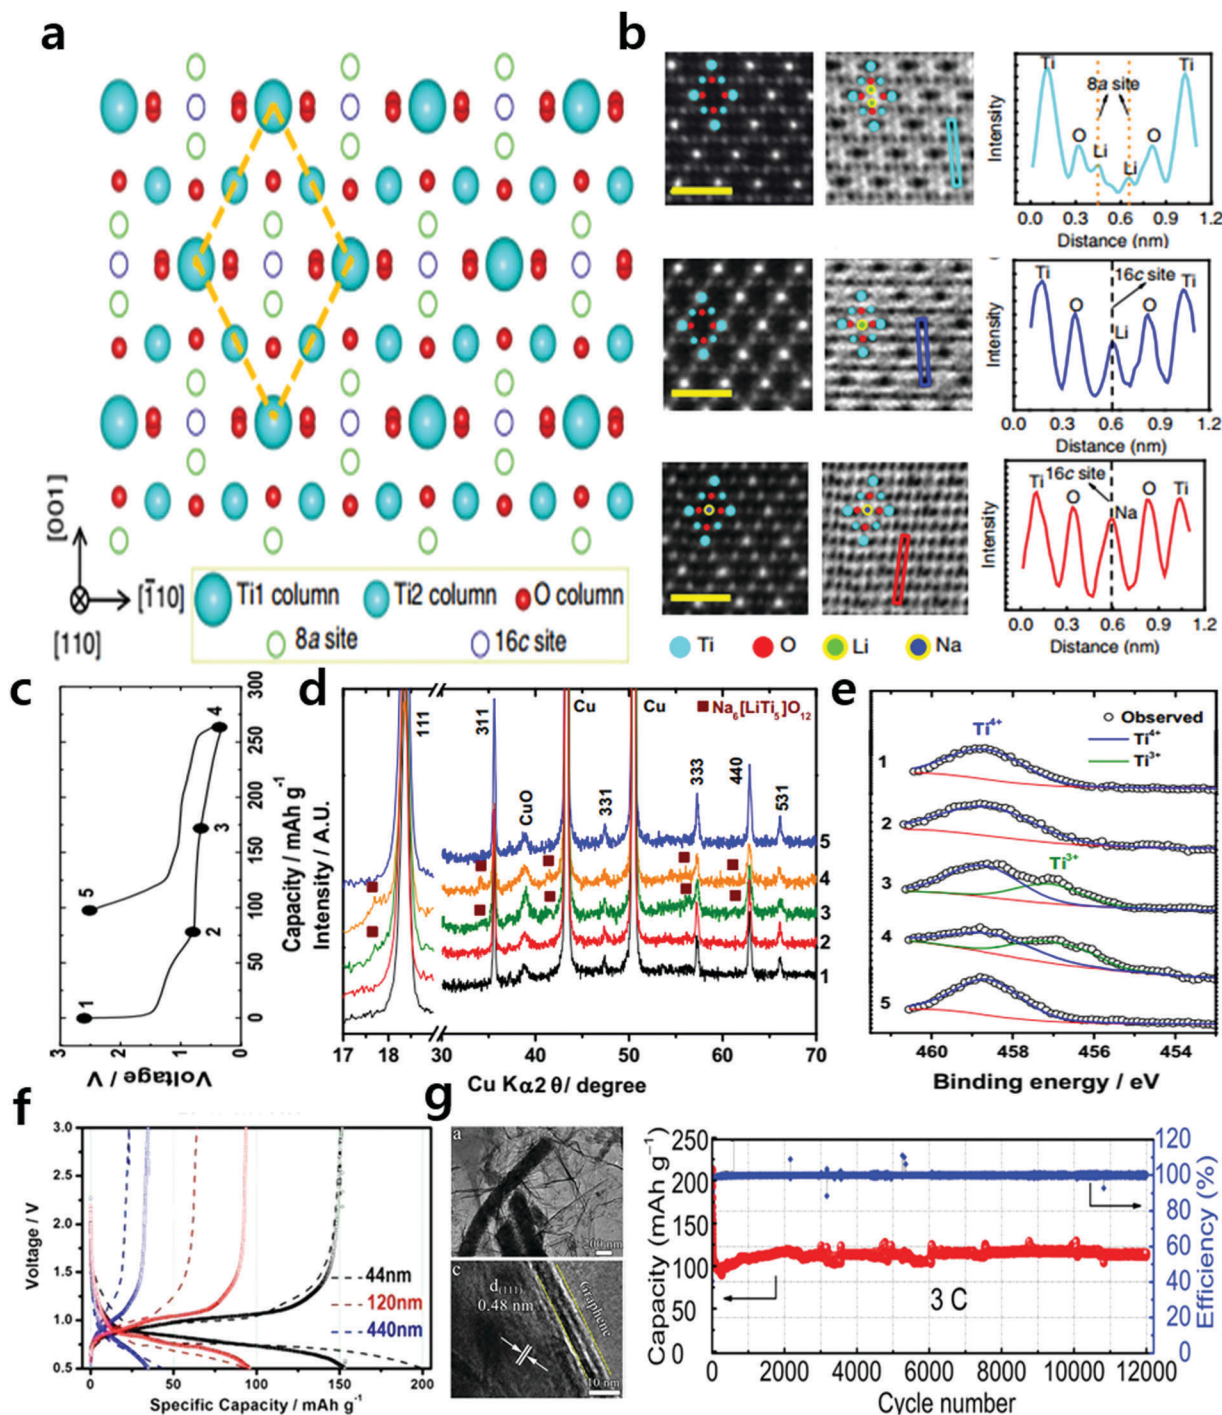 a
[001]
[1̅10]
[110]
Ti1 column
Ti2 column
O column
8a site
16c site
b
Ti
Ti
8a site
O
Li
Li
O
Intensity
0.0 0.3 0.6 0.9 1.2
Distance (nm)
Ti
16c site
Ti
O
O
Li
Intensity
0.0 0.3 0.6 0.9 1.2
Distance (nm)
16c site
Ti
O
Na
O
Ti
Intensity
0.0 0.3 0.6 0.9 1.2
Distance (nm)
Ti
O
Li
Na
c
1
2
3
4
5
0
50
100
150
200
250
300
Capacity / mAh g⁻¹
3 2 1 0
Voltage / V
d
Intensity / A.U.
111
311
CuO
Cu
331
Cu
333
440
531
Na₆[LiTi₅]O₁₂
5
4
3
2
1
17 18 30 40 50 60 70
Cu Kα2 θ/ degree
e
Ti⁴⁺
Observed
Ti⁴⁺
Ti³⁺
1
2
3
Ti³⁺
4
5
460 458 456 454
Binding energy / eV
f
Voltage / V
3.0
2.5
2.0
1.5
1.0
0.5
44nm
120nm
440nm
0 50 100 150 200
Specific Capacity / mAh g⁻¹
g
a
200 nm
c
d(111)
0.48 nm
Graphene
10 nm
Capacity (mAh g⁻¹)
250
200
150
100
50
0
3 C
0 2000 4000 6000 8000 10000 12000
Cycle number
120
100
80
60
40
20
0
Efficiency (%)